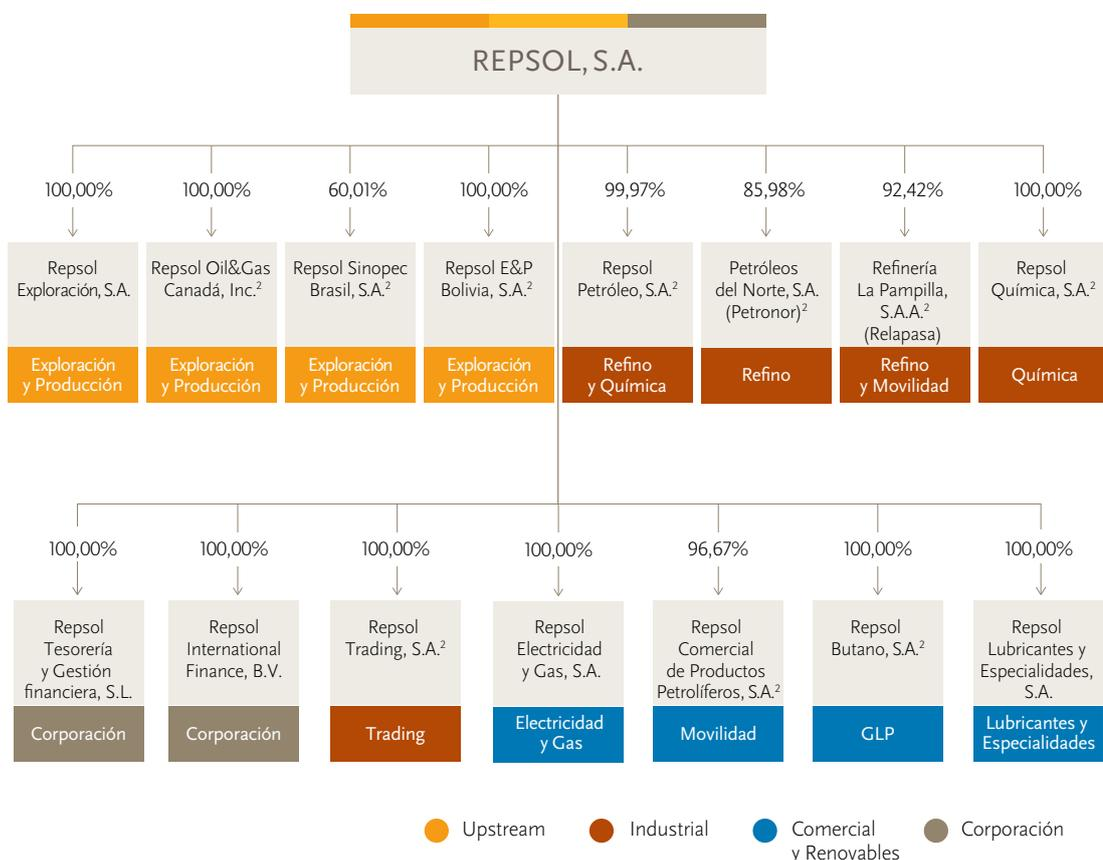 REPSOL, S.A.
100,00%
100,00%
60,01%
100,00%
99,97%
85,98%
92,42%
100,00%
Repsol
Exploración, S.A.
Exploración
y Producción
Repsol Oil&Gas
Canadá, Inc.²
Exploración
y Producción
Repsol Sinopec
Brasil, S.A.²
Exploración
y Producción
Repsol E&P
Bolivia, S.A.²
Exploración
y Producción
Repsol
Petróleo, S.A.²
Refino
y Química
Petróleos
del Norte, S.A.
(Petronor)²
Refino
Refinería
La Pampilla,
S.A.A.²
(Relapasa)
Refino
y Movilidad
Repsol
Química, S.A.²
Química
100,00%
100,00%
100,00%
100,00%
96,67%
100,00%
100,00%
Repsol
Tesorería
y Gestión
financiera, S.L.
Corporación
Repsol
International
Finance, B.V.
Corporación
Repsol
Trading, S.A.²
Trading
Repsol
Electricidad
y Gas, S.A.
Electricidad
y Gas
Repsol
Comercial
de Productos
Petrolíferos, S.A.²
Movilidad
Repsol
Butano, S.A.²
GLP
Repsol
Lubricantes y
Especialidades,
S.A.
Lubricantes y
Especialidades
Upstream
Industrial
Comercial
y Renovables
Corporación